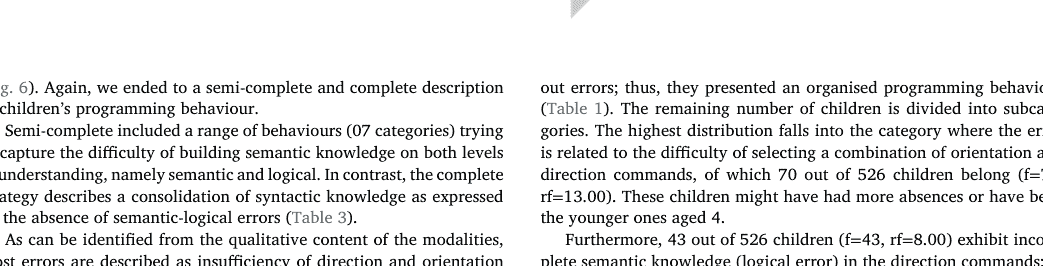 g. 6). Again, we ended to a semi-complete and complete description
children's programming behaviour.
Semi-complete included a range of behaviours (07 categories) trying
capture the difficulty of building semantic knowledge on both levels
understanding, namely semantic and logical. In contrast, the complete
ategy describes a consolidation of syntactic knowledge as expressed
the absence of semantic-logical errors (Table 3).
As can be identified from the qualitative content of the modalities,
ost errors are described as insufficiency of direction and orientation
out errors; thus, they presented an organised programming behavio
(Table 1). The remaining number of children is divided into subca
gories. The highest distribution falls into the category where the er
is related to the difficulty of selecting a combination of orientation a
direction commands, of which 70 out of 526 children belong (f=7
rf=13.00). These children might have had more absences or have be
the younger ones aged 4.
Furthermore, 43 out of 526 children (f=43, rf=8.00) exhibit inco
plete semantic knowledge (logical error) in the direction commands;